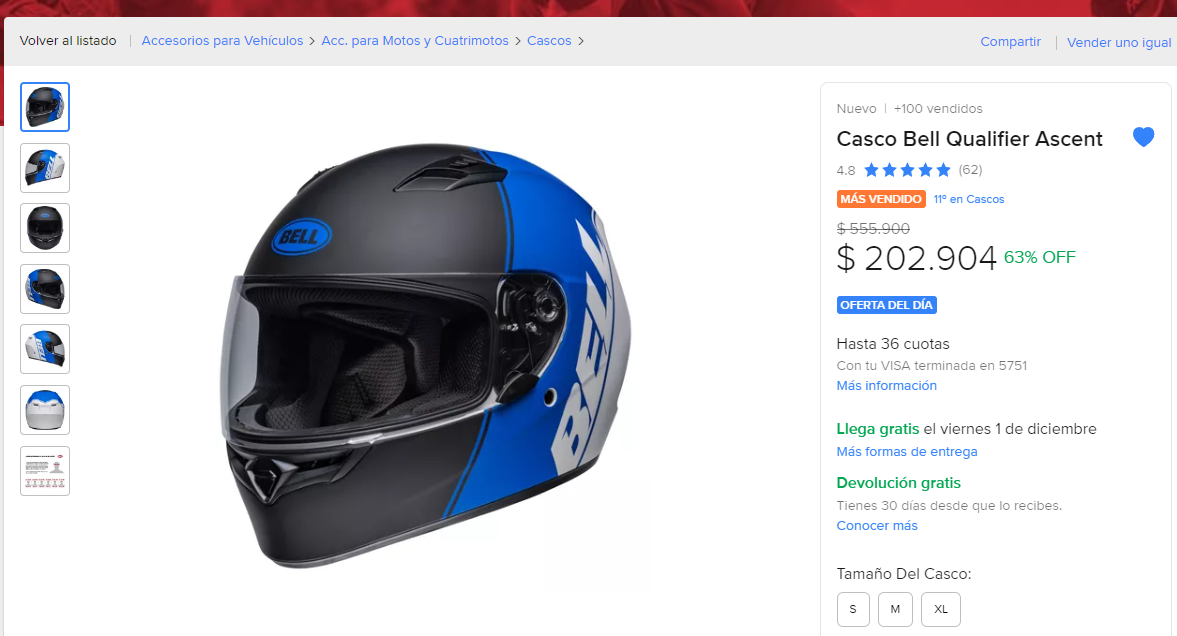 Volver al listado | Accesorios para Vehículos > Acc. para Motos y Cuatrimotos > Cascos >
Compartir | Vender uno igual
BELL
BELL
Nuevo | +100 vendidos
Casco Bell Qualifier Ascent
4.8 (62)
MÁS VENDIDO 11º en Cascos
$ 555.900
$ 202.904 63% OFF
OFERTA DEL DÍA
Hasta 36 cuotas
Con tu VISA terminada en 5751
Más información
Llega gratis el viernes 1 de diciembre
Más formas de entrega
Devolución gratis
Tienes 30 días desde que lo recibes.
Conocer más
Tamaño Del Casco:
S M XL